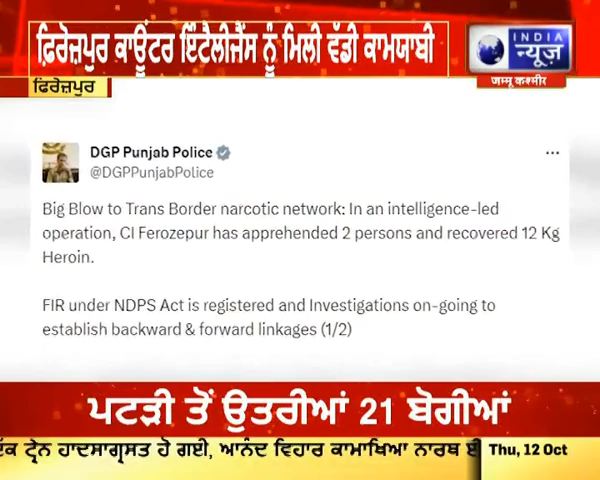 ਫ਼ਿਰੋਜ਼ਪੁਰ ਕਾਊਂਟਰ ਇੰਟੈਲੀਜੈਂਸ ਨੂੰ ਮਿਲੀ ਵੱਡੀ ਕਾਮਯਾਬੀ
INDIA
न्यूज़
जम्मू कश्मीर
ਫਿਰੋਜ਼ਪੁਰ
DGP Punjab Police
@DGPPunjabPolice
Big Blow to Trans Border narcotic network: In an intelligence-led
operation, CI Ferozepur has apprehended 2 persons and recovered 12 Kg
Heroin.
FIR under NDPS Act is registered and Investigations on-going to
establish backward & forward linkages (1/2)
ਪਟੜੀ ਤੋਂ ਉਤਰੀਆਂ 21 ਬੋਗੀਆਂ
ਟ੍ਰੇਨ ਹਾਦਸਾਗ੍ਰਸਤ ਹੋ ਗਈ, ਆਨੰਦ ਵਿਹਾਰ ਕਾਮਾਖਿਆ ਨਾਰਥ
Thu, 12 Oct